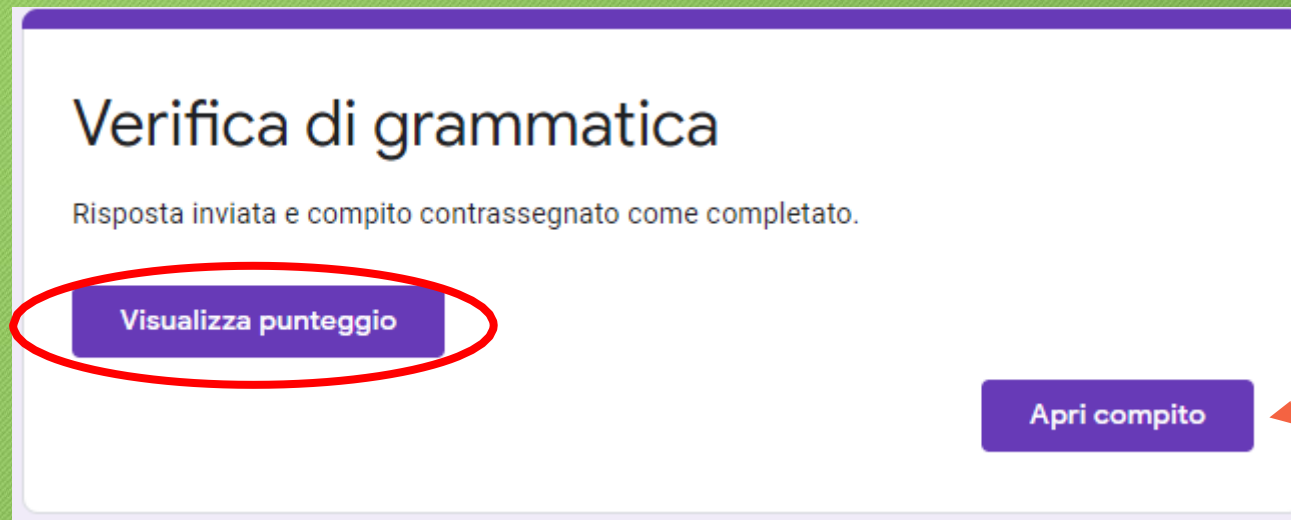 Verifica di grammatica
Risposta inviata e compito contrassegnato come completato.
Visualizza punteggio
Apri compito